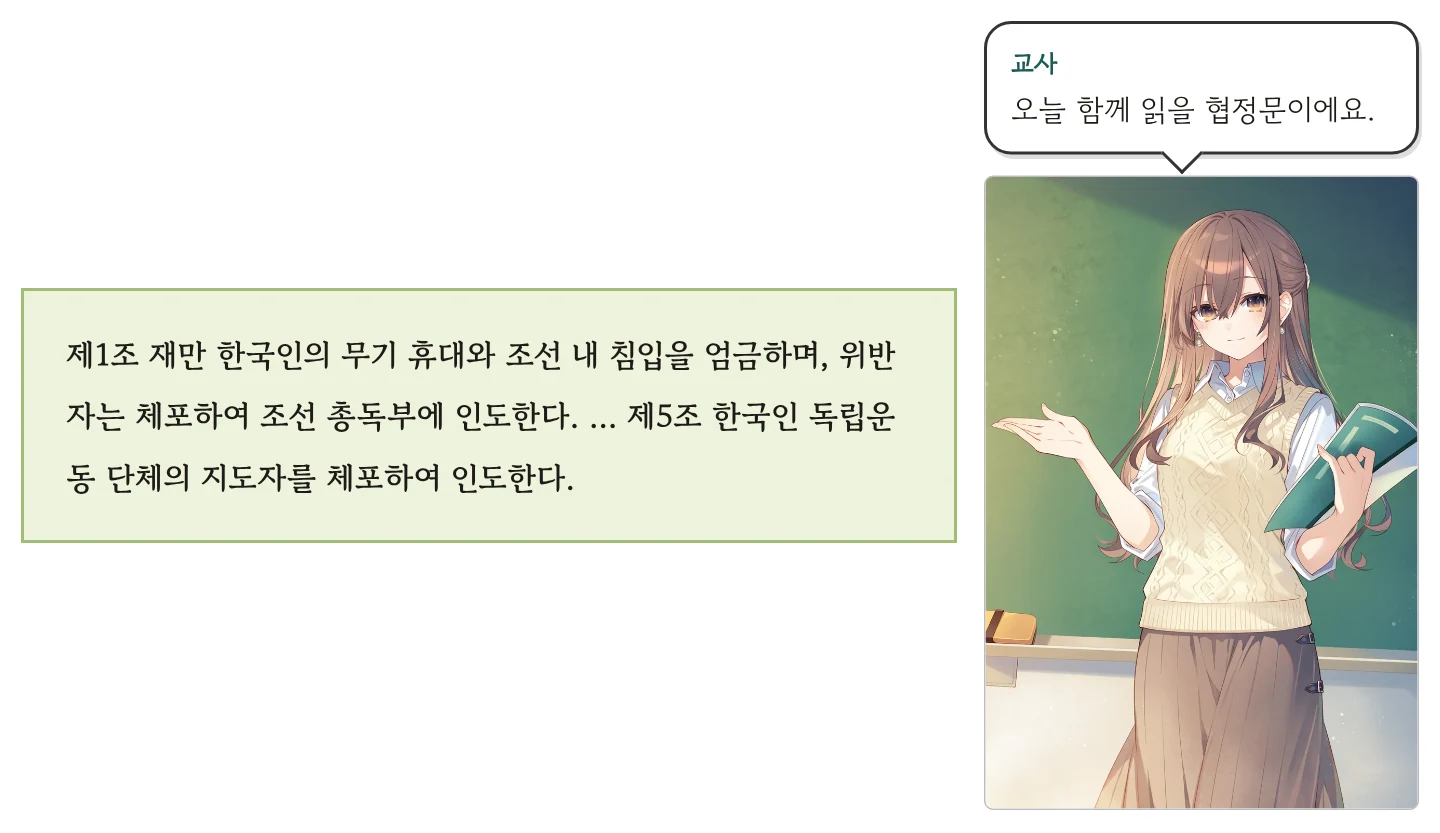 교사
오늘 함께 읽을 협정문이에요.
제1조 재만 한국인의 무기 휴대와 조선 내 침입을 엄금하며, 위반
자는 체포하여 조선 총독부에 인도한다. ... 제5조 한국인 독립운
동 단체의 지도자를 체포하여 인도한다.